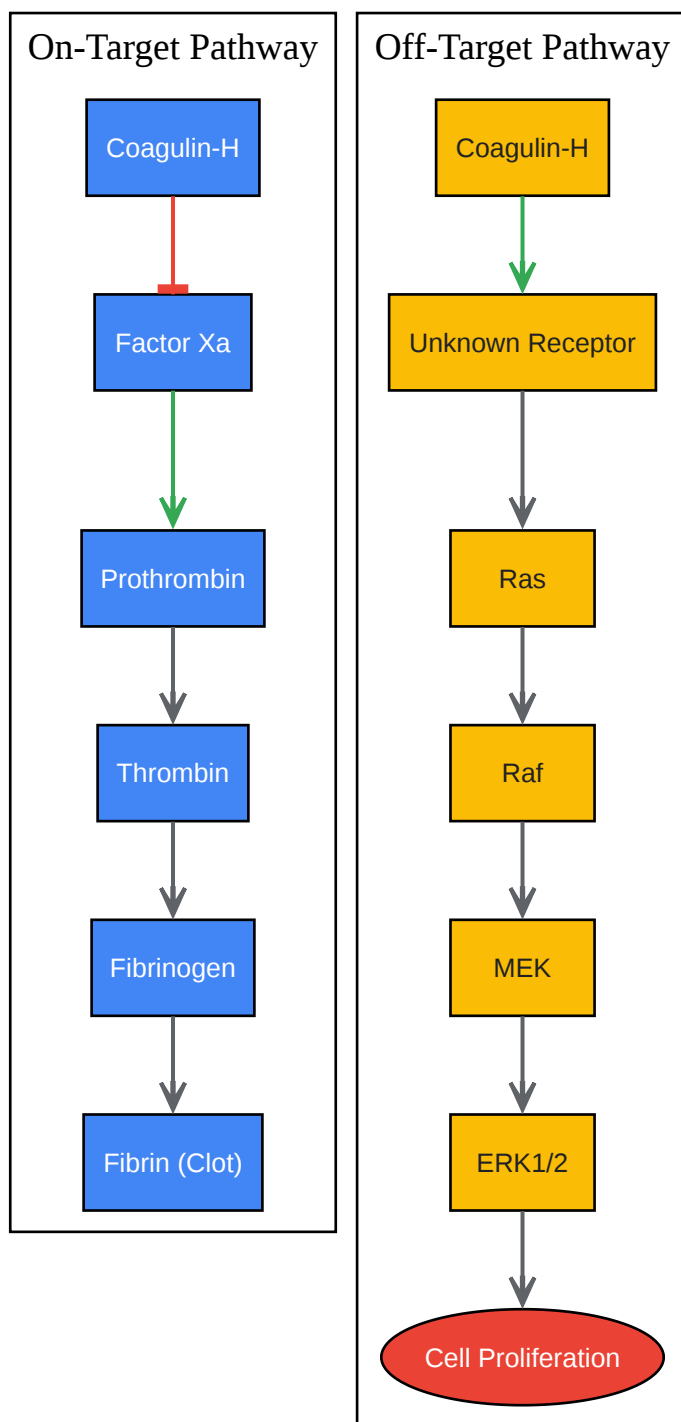 On-Target Pathway
Coagulin-H
Factor Xa
Prothrombin
Thrombin
Fibrinogen
Fibrin (Clot)
Off-Target Pathway
Coagulin-H
Unknown Receptor
Ras
Raf
MEK
ERK1/2
Cell Proliferation